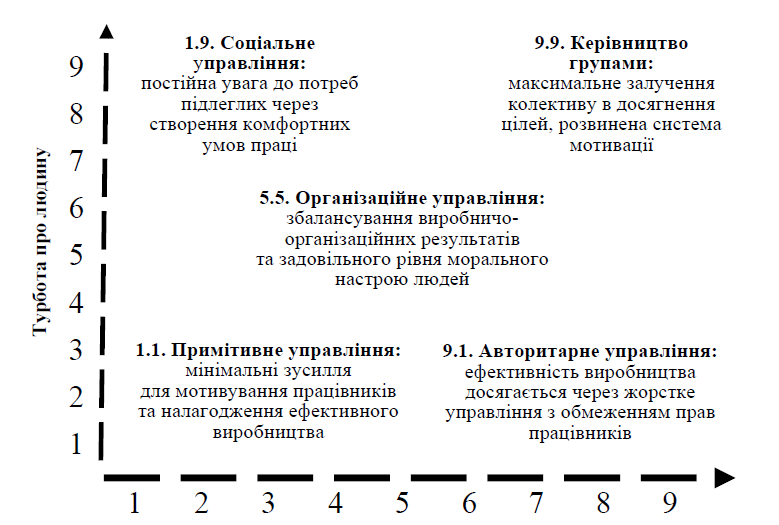 1.9. Соціальне
управління:
постійна увага до потреб
підлеглих через
створення комфортних
умов праці
9.9. Керівництво
групами:
максимальне залучення
колективу в досягнення
цілей, розвинена система
мотивації
5.5. Організаційне управління:
збалансування виробничо-
організаційних результатів
та задовільного рівня морального
настрою людей
1.1. Примітивне управління:
мінімальні зусилля
для мотивування працівників
та налагодження ефективного
виробництва
9.1. Авторитарне управління:
ефективність виробництва
досягається через жорстке
управління з обмеженням прав
працівників
Турбота про людину
9
8
7
6
5
4
3
2
1
1 2 3 4 5 6 7 8 9